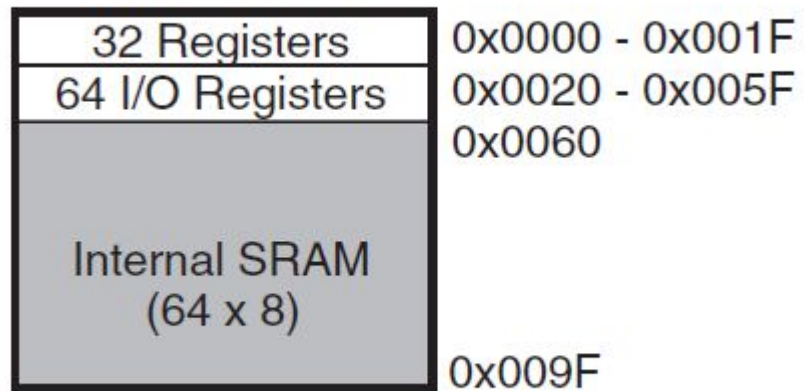 32 Registers 0x0000 - 0x001F
64 I/O Registers 0x0020 - 0x005F
0x0060
Internal SRAM
(64 x 8)
0x009F